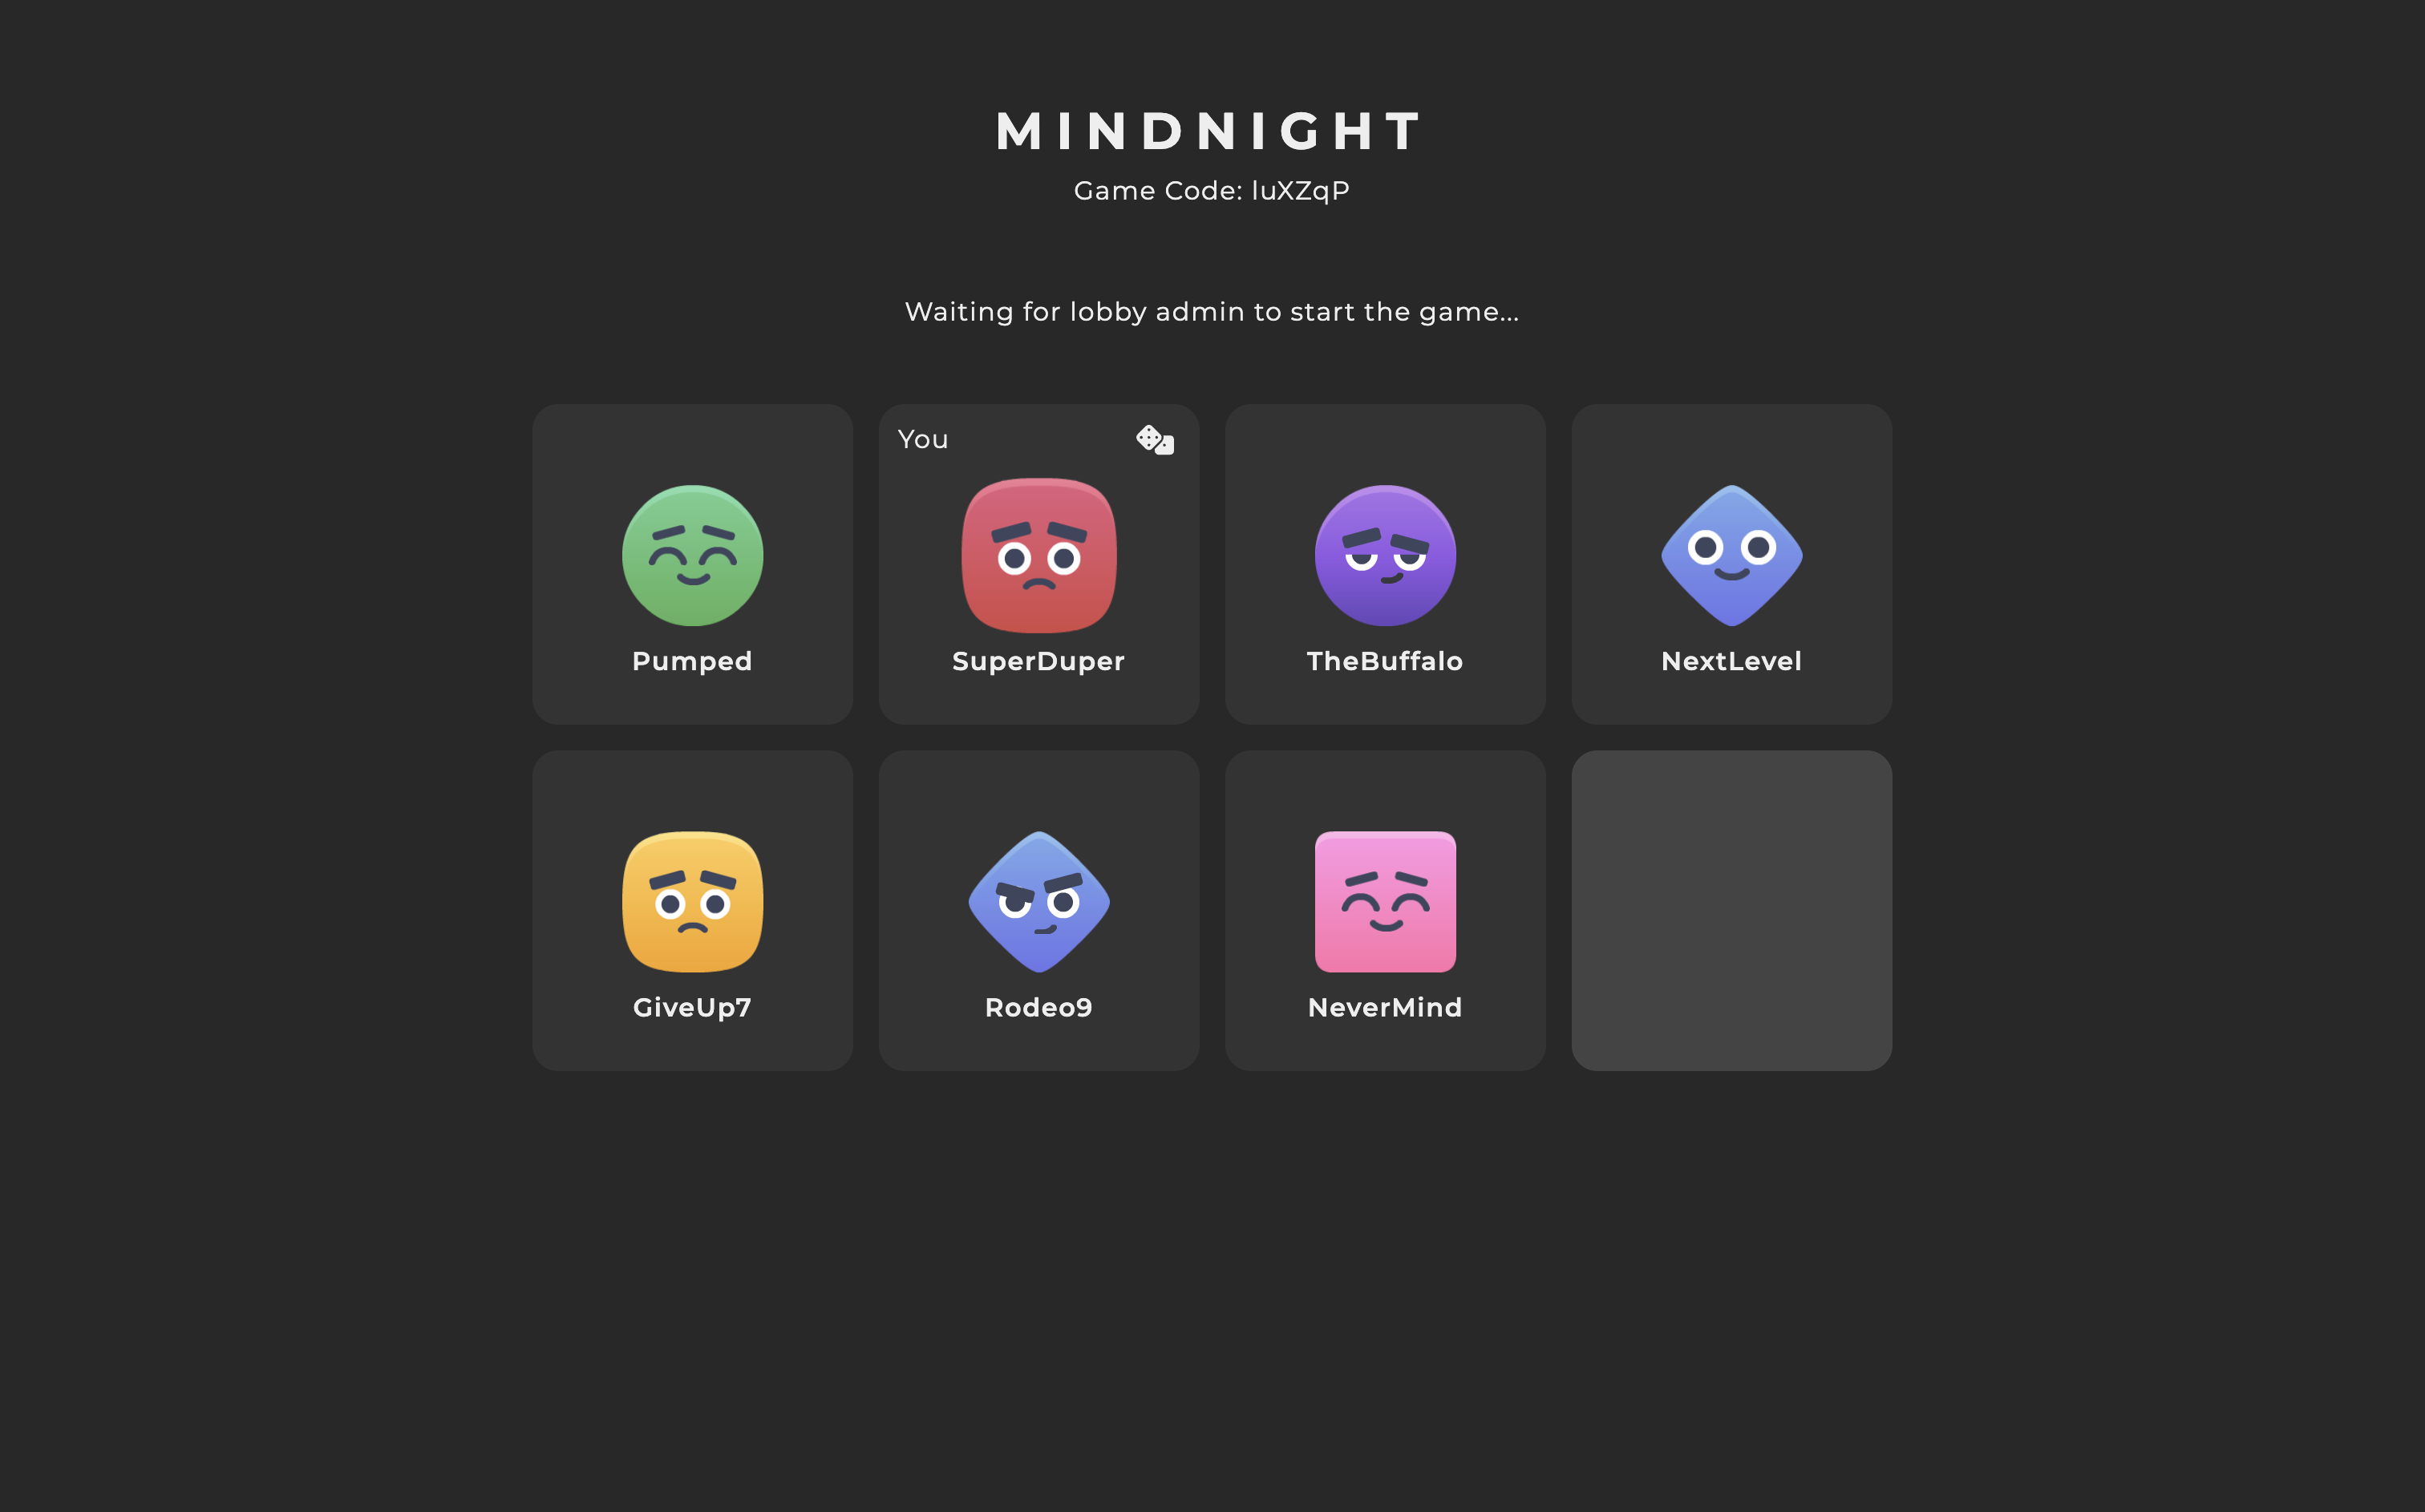 MINDNIGHT
Game Code: luXZqP
Waiting for lobby admin to start the game...
You
Pumped
SuperDuper
TheBuffalo
NextLevel
GiveUp7
Rodeo9
NeverMind